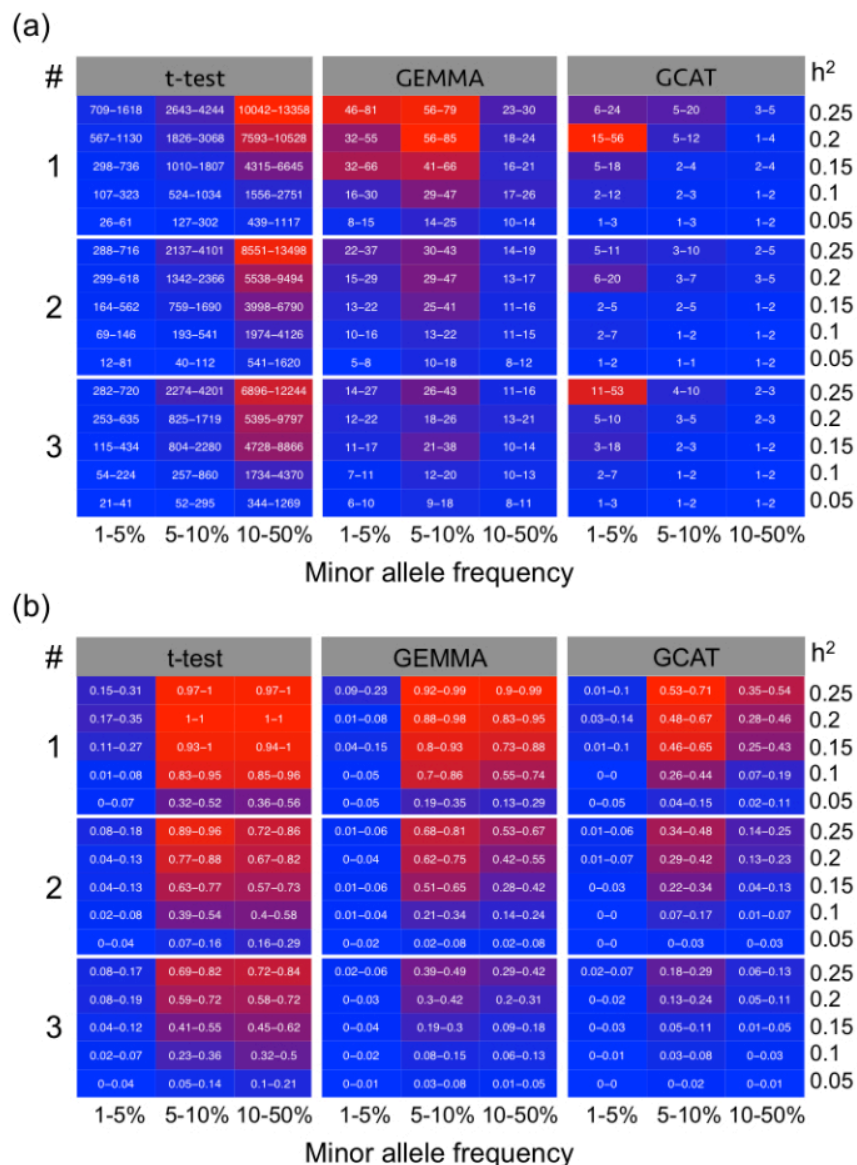 (a)
# t-test GEMMA GCAT h²
709–1618 2643–4244 10042–13358 46–81 56–79 23–30 6–24 5–20 3–5 0.25
567–1130 1826–3068 7593–10528 32–55 56–85 18–24 15–56 5–12 1–4 0.2
1 298–736 1010–1807 4315–6645 32–66 41–66 16–21 5–18 2–4 2–4 0.15
107–323 524–1034 1556–2751 16–30 29–47 17–26 2–12 2–3 1–2 0.1
26–61 127–302 439–1117 8–15 14–25 10–14 1–3 1–3 1–2 0.05
288–716 2137–4101 8551–13498 22–37 30–43 14–19 5–11 3–10 2–5 0.25
299–618 1342–2366 5538–9494 15–29 29–47 13–17 6–20 3–7 3–5 0.2
2 164–562 759–1690 3998–6790 13–22 25–41 11–16 2–5 2–5 1–2 0.15
69–146 193–541 1974–4126 10–16 13–22 11–15 2–7 1–2 1–2 0.1
12–81 40–112 541–1620 5–8 10–18 8–12 1–2 1–1 1–2 0.05
282–720 2274–4201 6896–12244 14–27 26–43 11–16 11–53 4–10 2–3 0.25
253–635 825–1719 5395–9797 12–22 18–26 13–21 5–10 3–5 2–3 0.2
3 115–434 804–2280 4728–8866 11–17 21–38 10–14 3–18 2–3 1–2 0.15
54–224 257–860 1734–4370 7–11 12–20 10–13 2–7 1–2 1–2 0.1
21–41 52–295 344–1269 6–10 9–18 8–11 1–3 1–2 1–2 0.05
1-5% 5-10% 10-50% 1-5% 5-10% 10-50% 1-5% 5-10% 10-50%
Minor allele frequency
(b)
# t-test GEMMA GCAT h²
0.15–0.31 0.97–1 0.97–1 0.09–0.23 0.92–0.99 0.9–0.99 0.01–0.1 0.53–0.71 0.35–0.54 0.25
0.17–0.35 1–1 1–1 0.01–0.08 0.88–0.98 0.83–0.95 0.03–0.14 0.48–0.67 0.28–0.46 0.2
1 0.11–0.27 0.93–1 0.94–1 0.04–0.15 0.8–0.93 0.73–0.88 0.01–0.1 0.46–0.65 0.25–0.43 0.15
0.01–0.08 0.83–0.95 0.85–0.96 0–0.05 0.7–0.86 0.55–0.74 0–0 0.26–0.44 0.07–0.19 0.1
0–0.07 0.32–0.52 0.36–0.56 0–0.05 0.19–0.35 0.13–0.29 0–0.05 0.04–0.15 0.02–0.11 0.05
0.08–0.18 0.89–0.96 0.72–0.86 0.01–0.06 0.68–0.81 0.53–0.67 0.01–0.06 0.34–0.48 0.14–0.25 0.25
0.04–0.13 0.77–0.88 0.67–0.82 0–0.04 0.62–0.75 0.42–0.55 0.01–0.07 0.29–0.42 0.13–0.23 0.2
2 0.04–0.13 0.63–0.77 0.57–0.73 0.01–0.06 0.51–0.65 0.28–0.42 0–0.03 0.22–0.34 0.04–0.13 0.15
0.02–0.08 0.39–0.54 0.4–0.58 0.01–0.04 0.21–0.34 0.14–0.24 0–0 0.07–0.17 0.01–0.07 0.1
0–0.04 0.07–0.16 0.16–0.29 0–0.02 0.02–0.08 0.02–0.08 0–0 0–0.03 0–0.03 0.05
0.08–0.17 0.69–0.82 0.72–0.84 0.02–0.06 0.39–0.49 0.29–0.42 0.02–0.07 0.18–0.29 0.06–0.13 0.25
0.08–0.19 0.59–0.72 0.58–0.72 0–0.03 0.3–0.42 0.2–0.31 0–0.02 0.13–0.24 0.05–0.11 0.2
3 0.04–0.12 0.41–0.55 0.45–0.62 0–0.04 0.19–0.3 0.09–0.18 0–0.03 0.05–0.11 0.01–0.05 0.15
0.02–0.07 0.23–0.36 0.32–0.5 0–0.02 0.08–0.15 0.06–0.13 0–0.01 0.03–0.08 0–0.03 0.1
0–0.04 0.05–0.14 0.1–0.21 0–0.01 0.03–0.08 0.01–0.05 0–0 0–0.02 0–0.01 0.05
1-5% 5-10% 10-50% 1-5% 5-10% 10-50% 1-5% 5-10% 10-50%
Minor allele frequency